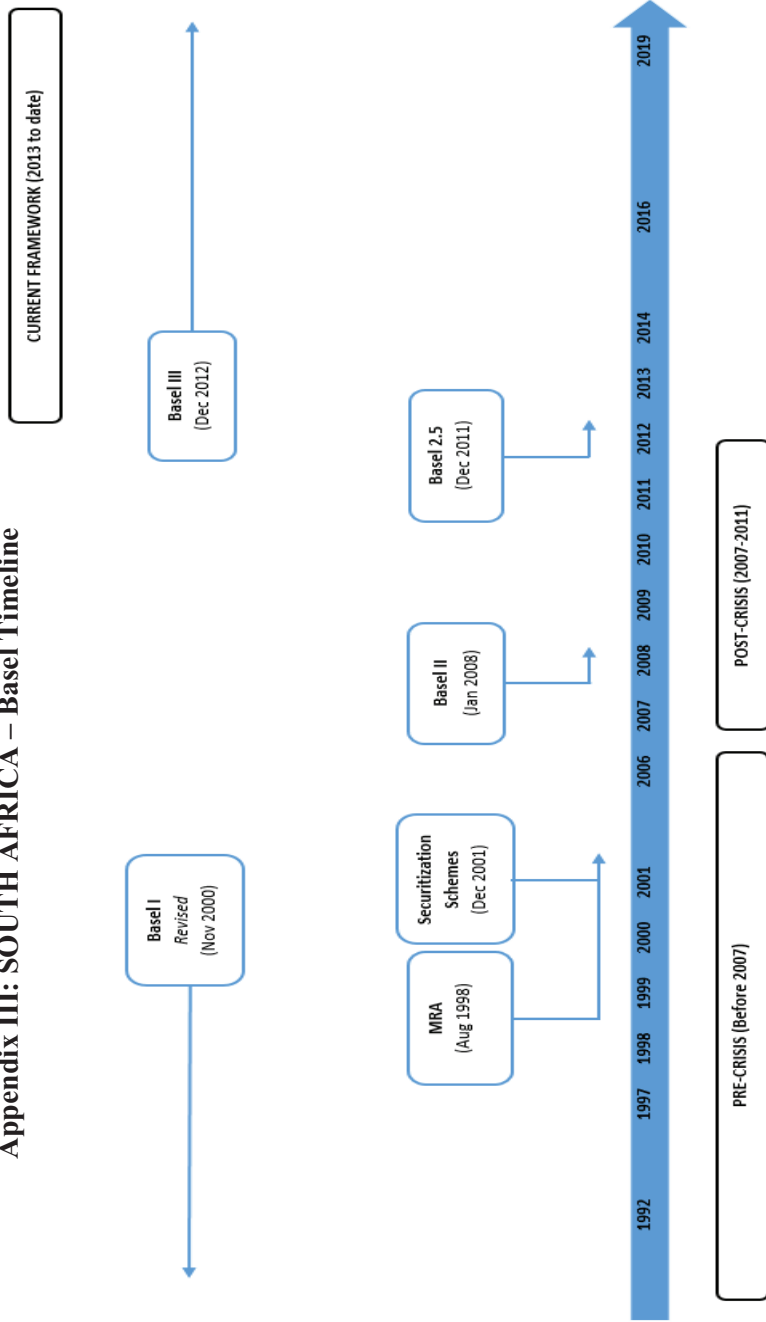 Appendix III: SOUTH AFRICA – Basel Timeline
CURRENT FRAMEWORK (2013 to date)
Basel I
Revised
(Nov 2000)
Basel III
(Dec 2012)
MRA
(Aug 1998)
Securitization
Schemes
(Dec 2001)
Basel II
(Jan 2008)
Basel 2.5
(Dec 2011)
1992 1997 1998 1999 2000 2001 2006 2007 2008 2009 2010 2011 2012 2013 2014 2016 2019
PRE-CRISIS (Before 2007)
POST-CRISIS (2007-2011)